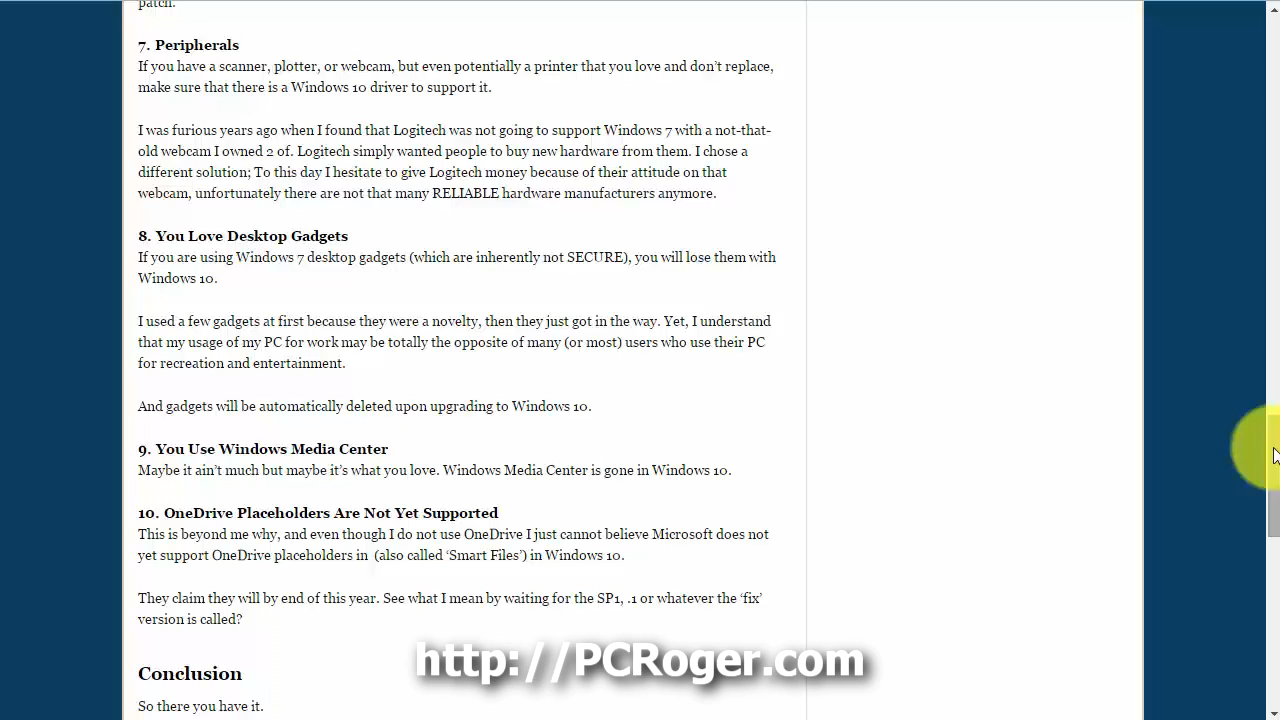 patch.
7. Peripherals
If you have a scanner, plotter, or webcam, but even potentially a printer that you love and don't replace,
make sure that there is a Windows 10 driver to support it.
I was furious years ago when I found that Logitech was not going to support Windows 7 with a not-that-
old webcam I owned 2 of. Logitech simply wanted people to buy new hardware from them. I chose a
different solution; To this day I hesitate to give Logitech money because of their attitude on that
webcam, unfortunately there are not that many RELIABLE hardware manufacturers anymore.
8. You Love Desktop Gadgets
If you are using Windows 7 desktop gadgets (which are inherently not SECURE), you will lose them with
Windows 10.
I used a few gadgets at first because they were a novelty, then they just got in the way. Yet, I understand
that my usage of my PC for work may be totally the opposite of many (or most) users who use their PC
for recreation and entertainment.
And gadgets will be automatically deleted upon upgrading to Windows 10.
9. You Use Windows Media Center
Maybe it ain't much but maybe it's what you love. Windows Media Center is gone in Windows 10.
10. OneDrive Placeholders Are Not Yet Supported
This is beyond me why, and even though I do not use OneDrive I just cannot believe Microsoft does not
yet support OneDrive placeholders in (also called 'Smart Files') in Windows 10.
They claim they will by end of this year. See what I mean by waiting for the SP1, .1 or whatever the 'fix'
version is called?
http://PCRoger.com
Conclusion
So there you have it.